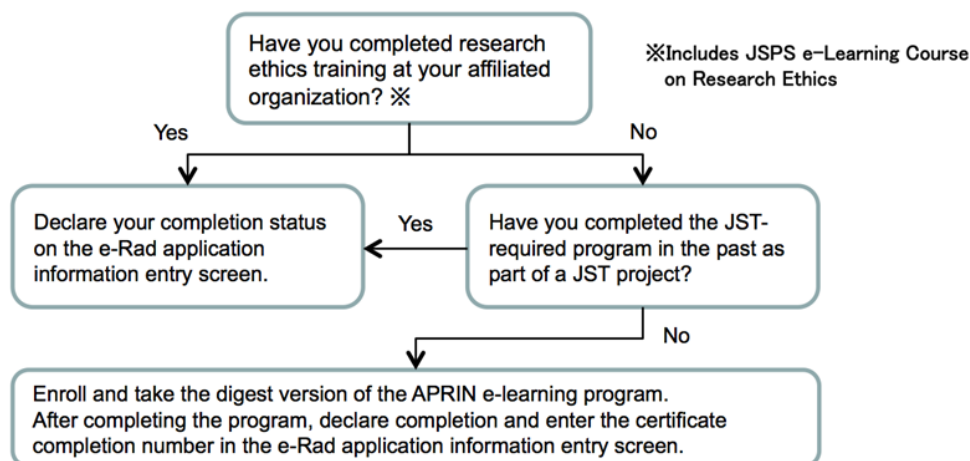 Have you completed research
ethics training at your affiliated
organization? ※
※Includes JSPS e-Learning Course
on Research Ethics
Yes
No
Declare your completion status
on the e-Rad application
information entry screen.
Yes
Have you completed the JST-
required program in the past as
part of a JST project?
No
Enroll and take the digest version of the APRIN e-learning program.
After completing the program, declare completion and enter the certificate
completion number in the e-Rad application information entry screen.